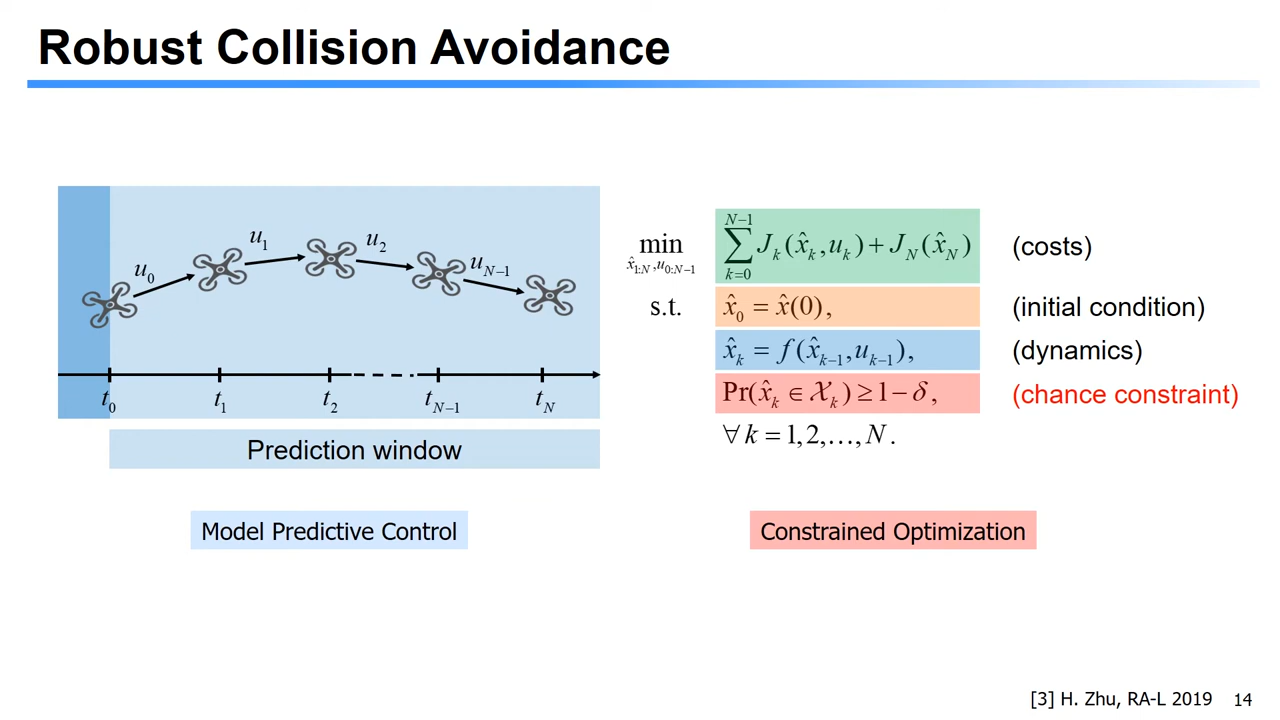 Robust Collision Avoidance
u_0
u_1
u_2
u_{N-1}
t_0
t_1
t_2
t_{N-1}
t_N
Prediction window
Model Predictive Control
min_{x̂_{1:N}, u_{0:N-1}} ∑_{k=0}^{N-1} J_k(x̂_k, u_k) + J_N(x̂_N) (costs)
s.t. x̂_0 = x̂(0), (initial condition)
x̂_k = f(x̂_{k-1}, u_{k-1}), (dynamics)
Pr(x̂_k ∈ 𝒳_k) ≥ 1 − δ, (chance constraint)
∀k = 1, 2, …, N.
Constrained Optimization
[3] H. Zhu, RA-L 2019 14